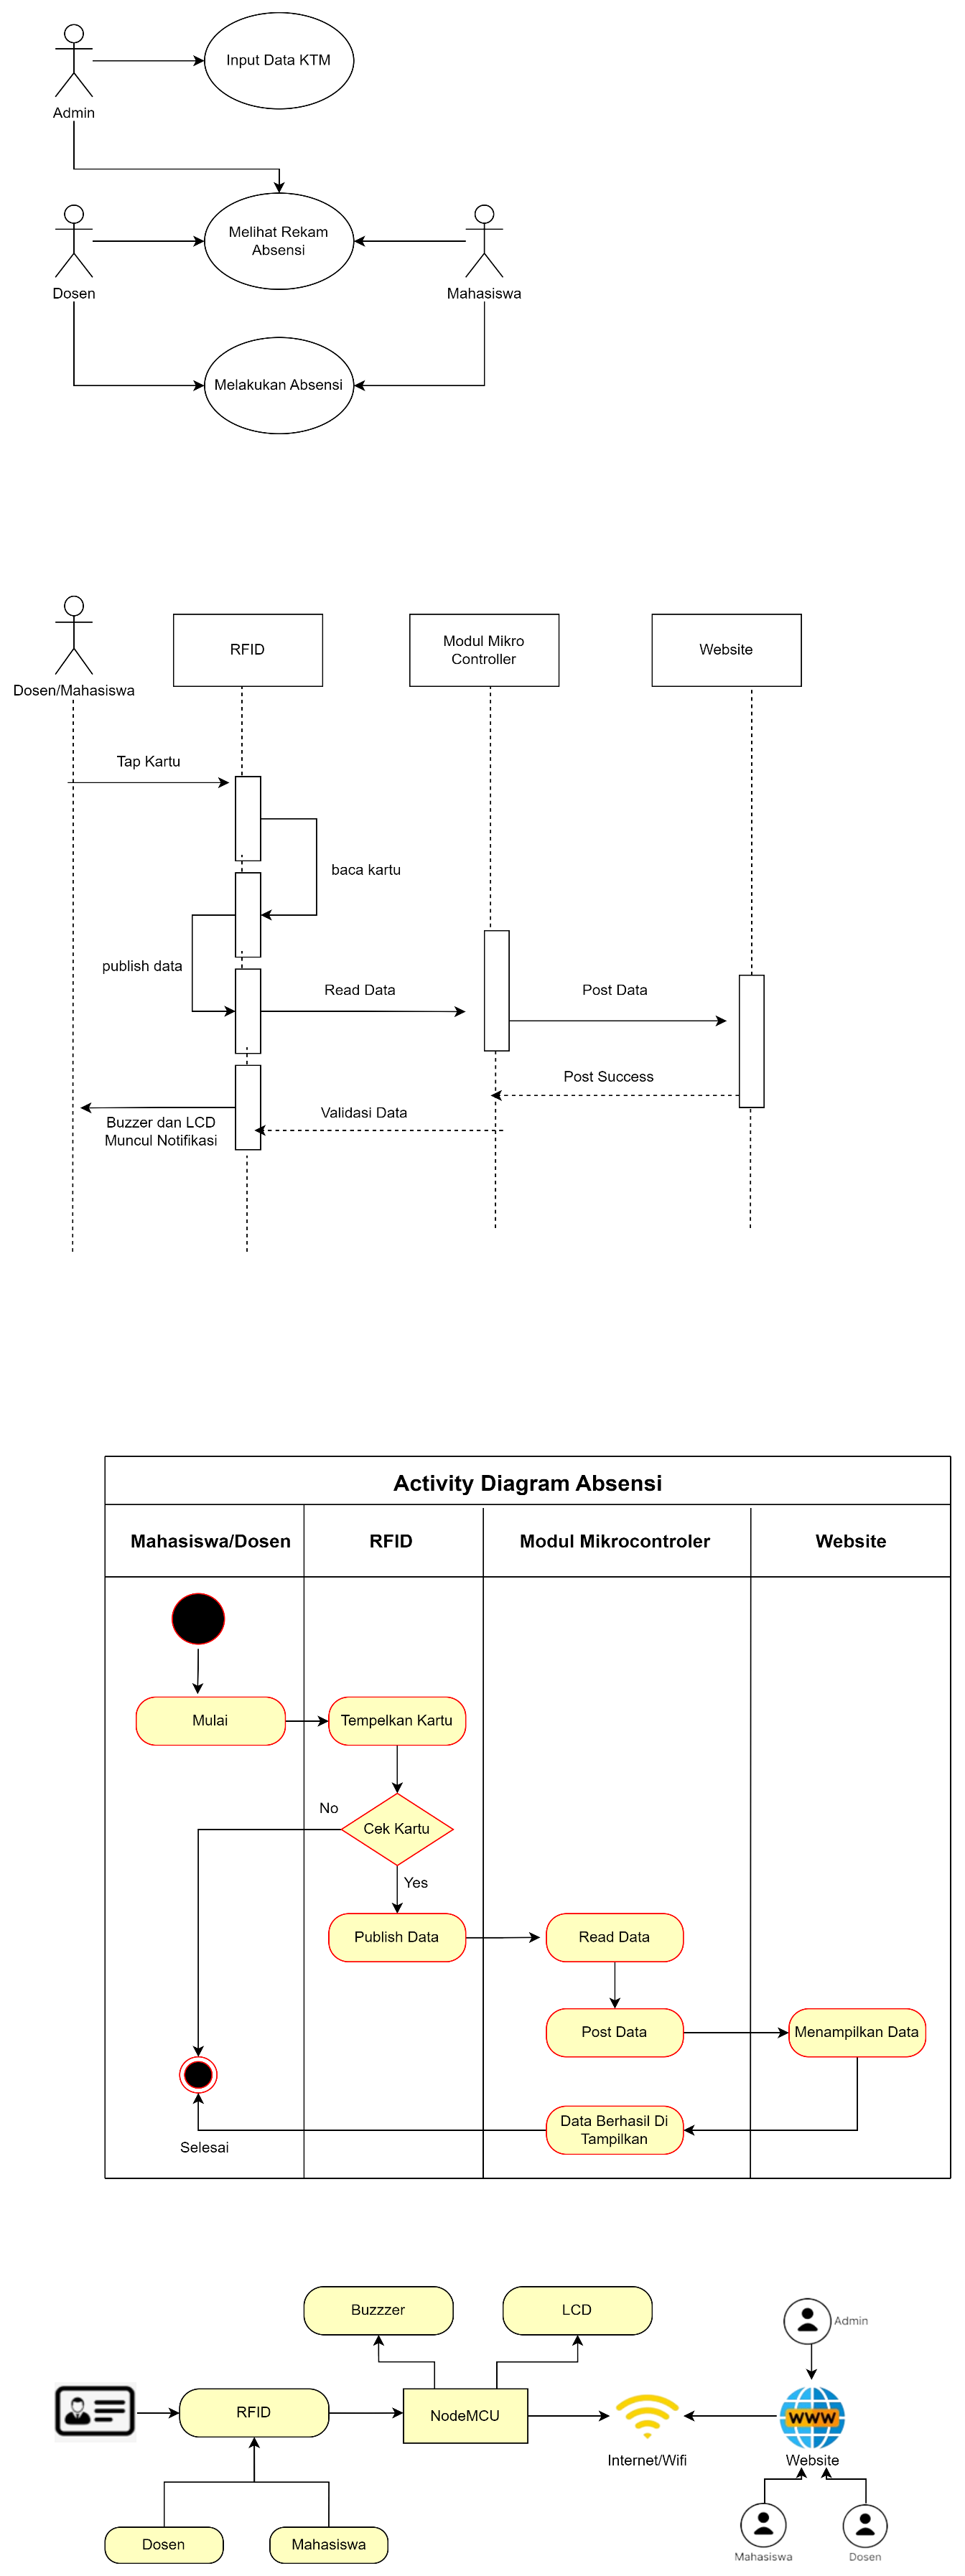 Input Data KTM
Admin
Melihat Rekam
Absensi
Dosen
Mahasiswa
Melakukan Absensi
Dosen/Mahasiswa
RFID
Modul Mikro
Controller
Website
Tap Kartu
baca kartu
publish data
Read Data
Post Data
Post Success
Validasi Data
Buzzer dan LCD
Muncul Notifikasi
Activity Diagram Absensi
Mahasiswa/Dosen
RFID
Modul Mikrocontroler
Website
Mulai
Tempelkan Kartu
No
Cek Kartu
Yes
Publish Data
Read Data
Post Data
Menampilkan Data
Data Berhasil Di
Tampilkan
Selesai
Buzzzer
LCD
Admin
RFID
NodeMCU
WWW
Internet/Wifi
Website
Dosen
Mahasiswa
Mahasiswa
Dosen